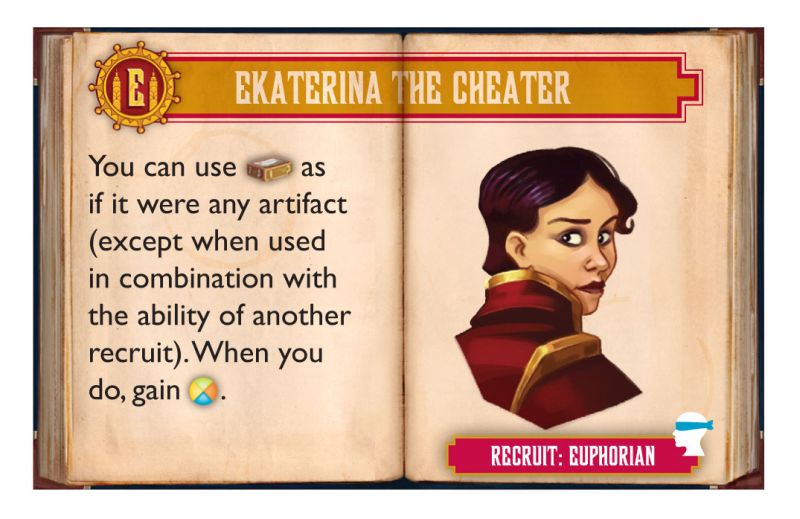 E
EKATERINA THE CHEATER
You can use as
if it were any artifact
(except when used
in combination with
the ability of another
recruit). When you
do, gain .
RECRUIT: EUPHORIAN